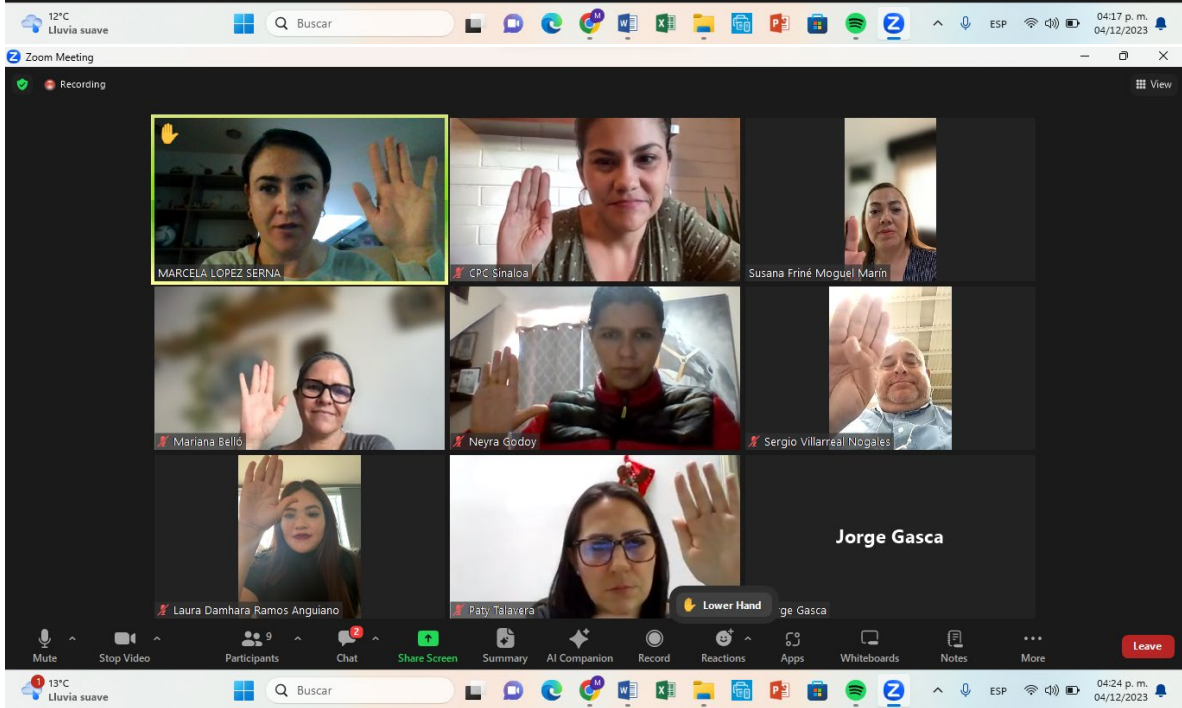 12°C
Lluvia suave
Buscar
ESP
04:17 p. m.
04/12/2023
Zoom Meeting
Recording
View
MARCELA LOPEZ SERNA
CPC Sinaloa
Susana Friné Moguel Marín
Mariana Belló
Neyra Godoy
Sergio Villarreal Nogales
Laura Damhara Ramos Anguiano
Paty Talavera
Jorge Gasca
rge Gasca
Lower Hand
9
2
Mute
Stop Video
Participants
Chat
Share Screen
Summary
AI Companion
Record
Reactions
Apps
Whiteboards
Notes
More
Leave
1
13°C
Lluvia suave
Buscar
ESP
04:24 p. m.
04/12/2023